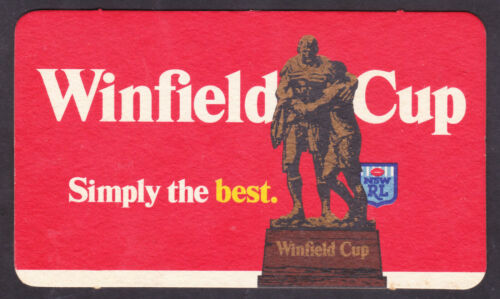 Winfield Cup
Simply the best.
NSW
RL
Winfield Cup